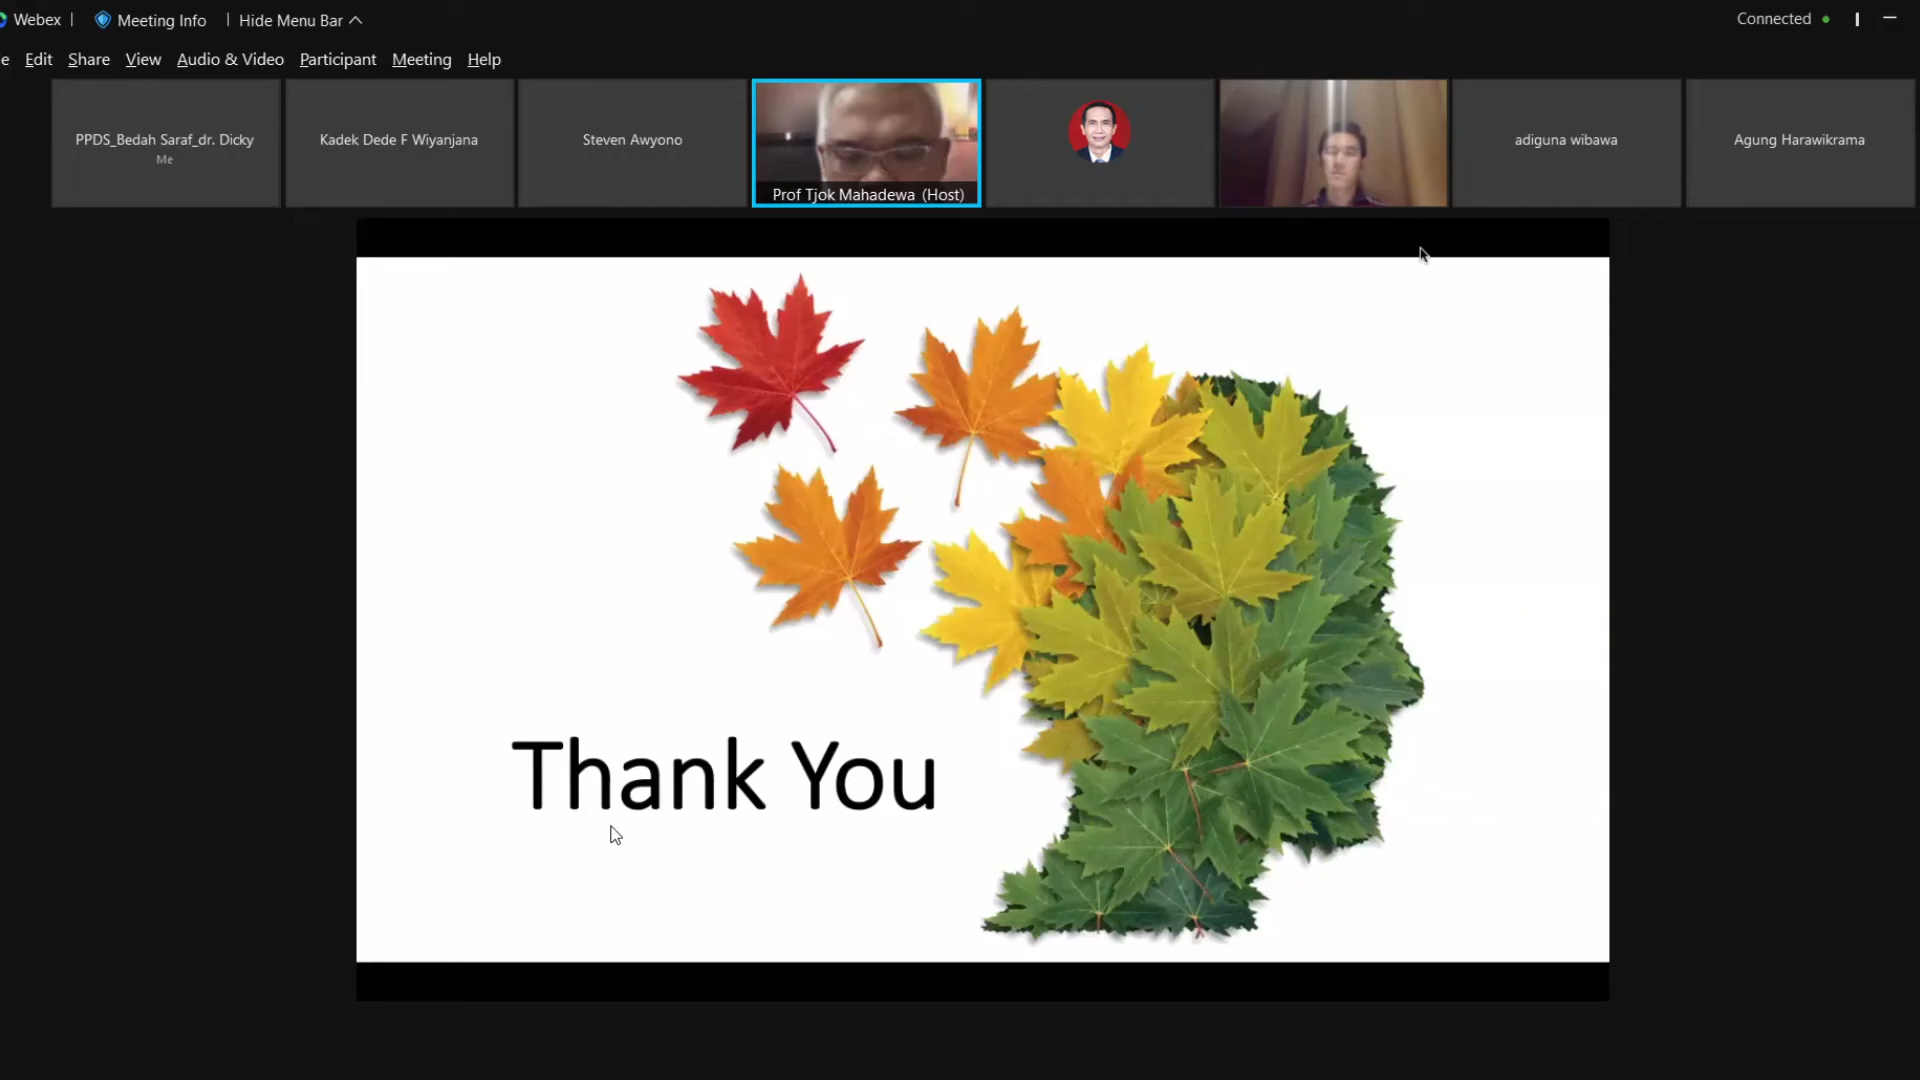 Webex
Meeting Info
Hide Menu Bar
Connected
Edit
Share
View
Audio & Video
Participant
Meeting
Help
PPDS_Bedah Saraf_dr. Dicky
Me
Kadek Dede F Wiyanjana
Steven Awyono
Prof Tjok Mahadewa (Host)
adiguna wibawa
Agung Harawikrama
Thank You